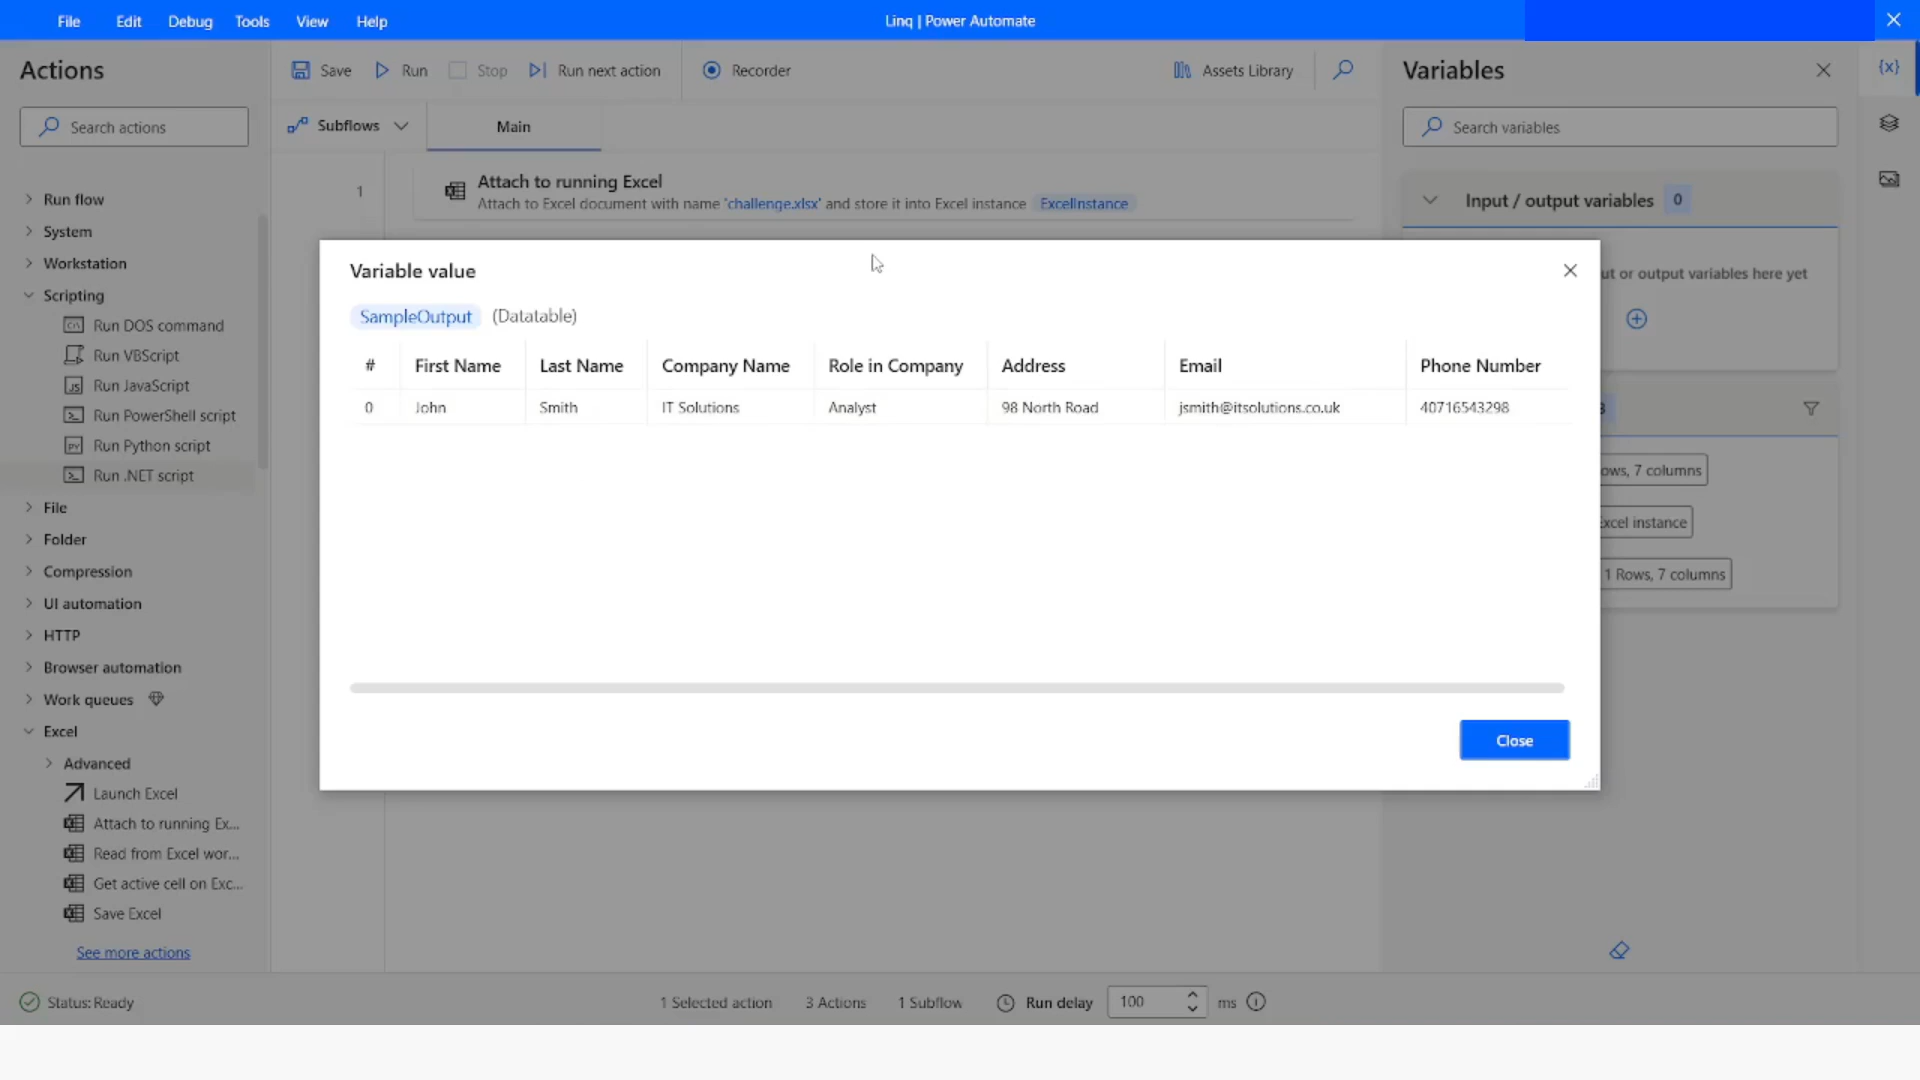 File Edit Debug Tools View Help
Linq | Power Automate
Actions
Search actions
Run flow
System
Workstation
Scripting
Run DOS command
Run VBScript
Run JavaScript
Run PowerShell script
Run Python script
Run .NET script
File
Folder
Compression
UI automation
HTTP
Browser automation
Work queues
Excel
Advanced
Launch Excel
Attach to running Ex...
Read from Excel wor...
Get active cell on Exc...
Save Excel
See more actions
Save Run Stop Run next action Recorder Assets Library
Subflows Main
1
Attach to running Excel
Attach to Excel document with name 'challenge.xlsx' and store it into Excel instance ExcelInstance
Variable value
SampleOutput (Datatable)
# First Name Last Name Company Name Role in Company Address Email Phone Number
0 John Smith IT Solutions Analyst 98 North Road jsmith@itsolutions.co.uk 40716543298
Close
Variables
{x}
Search variables
Input / output variables 0
or output variables here yet
7 columns
Excel instance
1 Rows, 7 columns
Status: Ready 1 Selected action 3 Actions 1 Subflow Run delay 100 ms